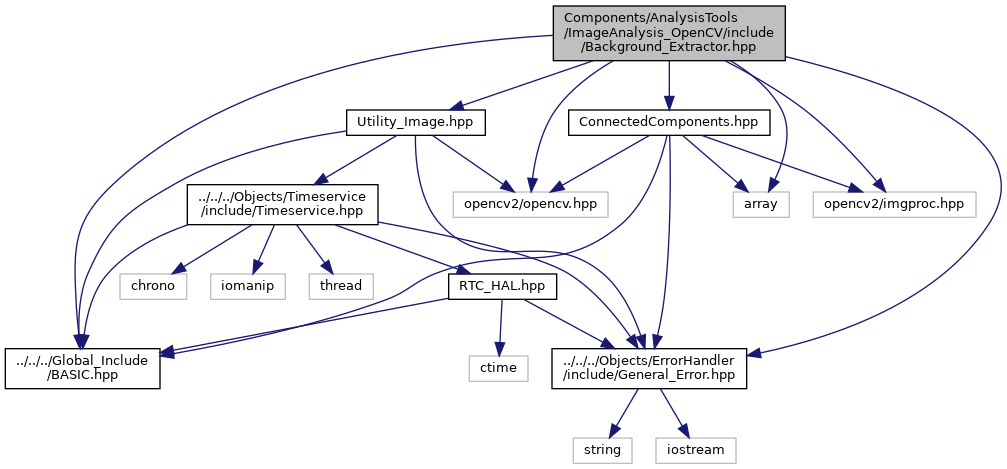 Components/AnalysisTools
/ImageAnalysis_OpenCV/include
/Background_Extractor.hpp
Utility_Image.hpp
ConnectedComponents.hpp
../../../Objects/Timeservice
/include/Timeservice.hpp
opencv2/opencv.hpp
array
opencv2/imgproc.hpp
chrono
iomanip
thread
RTC_HAL.hpp
../../../Global_Include
/BASIC.hpp
ctime
../../../Objects/ErrorHandler
/include/General_Error.hpp
string
iostream